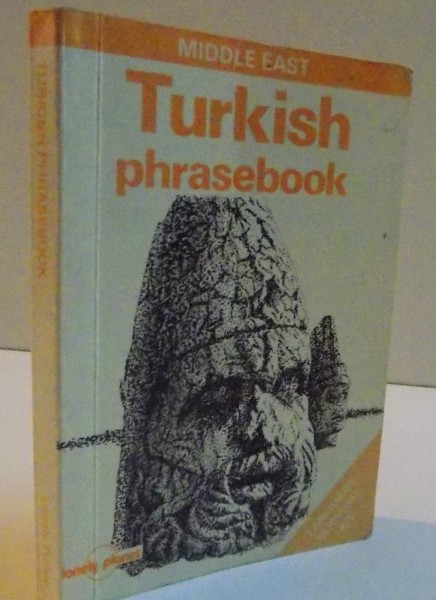 MIDDLE EAST
Turkish
phrasebook
lonely planet
TURKISH PHRASEBOOK